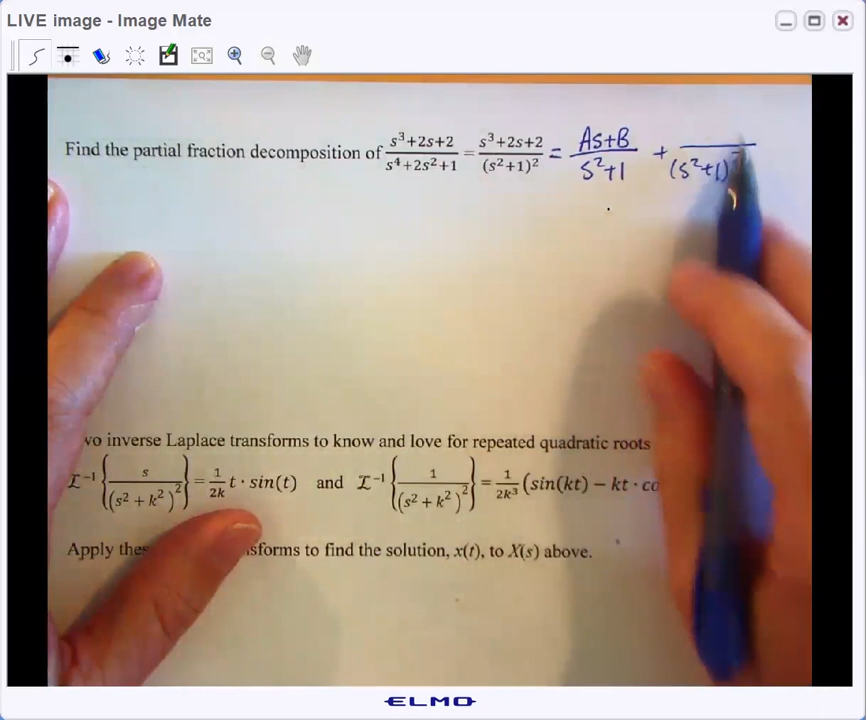 LIVE image - Image Mate
Find the partial fraction decomposition of (s³+2s+2)/(s⁴+2s²+1) = (s³+2s+2)/(s²+1)² = (As+B)/(s²+1) + /(s²+1)
wo inverse Laplace transforms to know and love for repeated quadratic roots
ℐ⁻¹{s/(s² + k²)²} = 1/2k t · sin(t) and ℐ⁻¹{1/(s² + k²)²} = 1/2k³ (sin(kt) − kt · co
Apply thes sforms to find the solution, x(t), to X(s) above.
ELMO